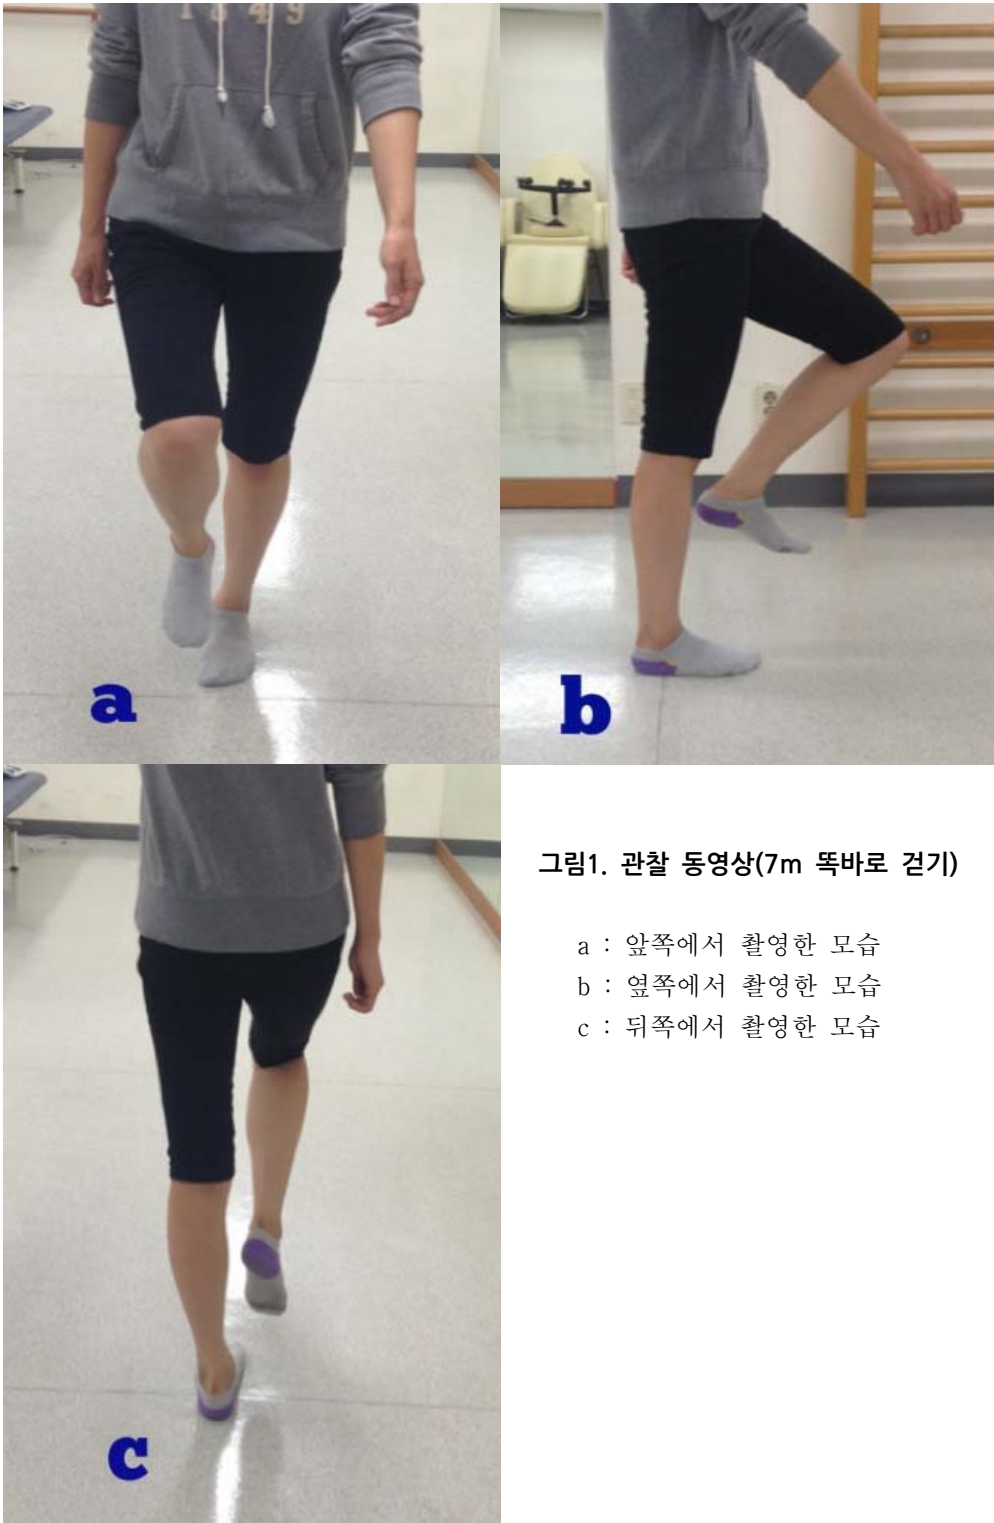 1849
a
b
그림1. 관찰 동영상(7m 똑바로 걷기)
a : 앞쪽에서 촬영한 모습
b : 옆쪽에서 촬영한 모습
c : 뒤쪽에서 촬영한 모습
c